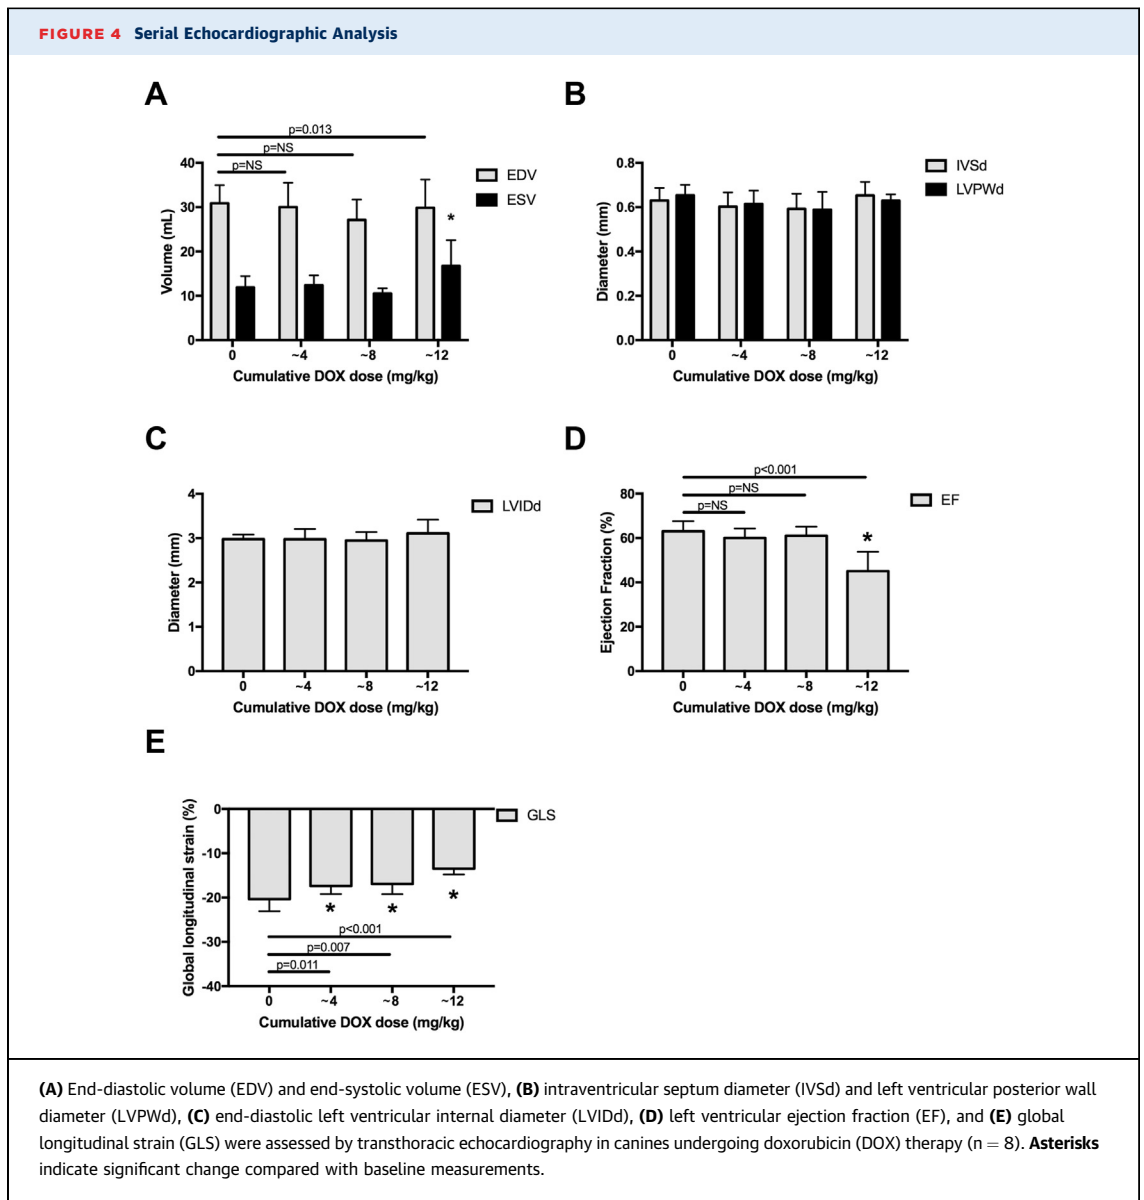 FIGURE 4 Serial Echocardiographic Analysis
A
p=0.013
p=NS
p=NS
40
30
20
10
0
Volume (mL)
EDV
ESV
*
0 ~4 ~8 ~12
Cumulative DOX dose (mg/kg)
B
0.8
0.6
0.4
0.2
0.0
Diameter (mm)
IVSd
LVPWd
0 ~4 ~8 ~12
Cumulative DOX dose (mg/kg)
C
4
3
2
1
0
Diameter (mm)
LVIDd
0 ~4 ~8 ~12
Cumulative DOX dose (mg/kg)
D
p<0.001
p=NS
p=NS
80
60
40
20
0
Ejection Fraction (%)
EF
*
0 ~4 ~8 ~12
Cumulative DOX dose (mg/kg)
E
0
-10
-20
-30
-40
Global longitudinal strain (%)
GLS
* * *
p<0.001
p=0.007
p=0.011
0 ~4 ~8 ~12
Cumulative DOX dose (mg/kg)
(A) End-diastolic volume (EDV) and end-systolic volume (ESV), (B) intraventricular septum diameter (IVSd) and left ventricular posterior wall
diameter (LVPWd), (C) end-diastolic left ventricular internal diameter (LVIDd), (D) left ventricular ejection fraction (EF), and (E) global
longitudinal strain (GLS) were assessed by transthoracic echocardiography in canines undergoing doxorubicin (DOX) therapy (n = 8). Asterisks
indicate significant change compared with baseline measurements.